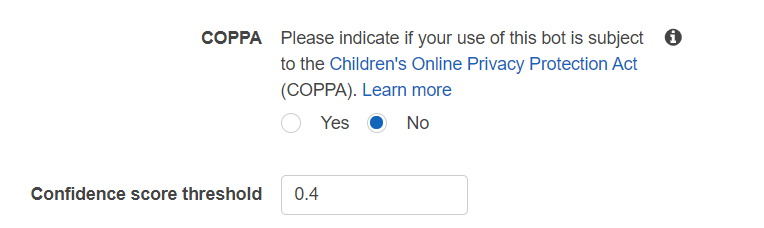 COPPA Please indicate if your use of this bot is subject
to the Children's Online Privacy Protection Act
(COPPA). Learn more
Yes No
Confidence score threshold 0.4